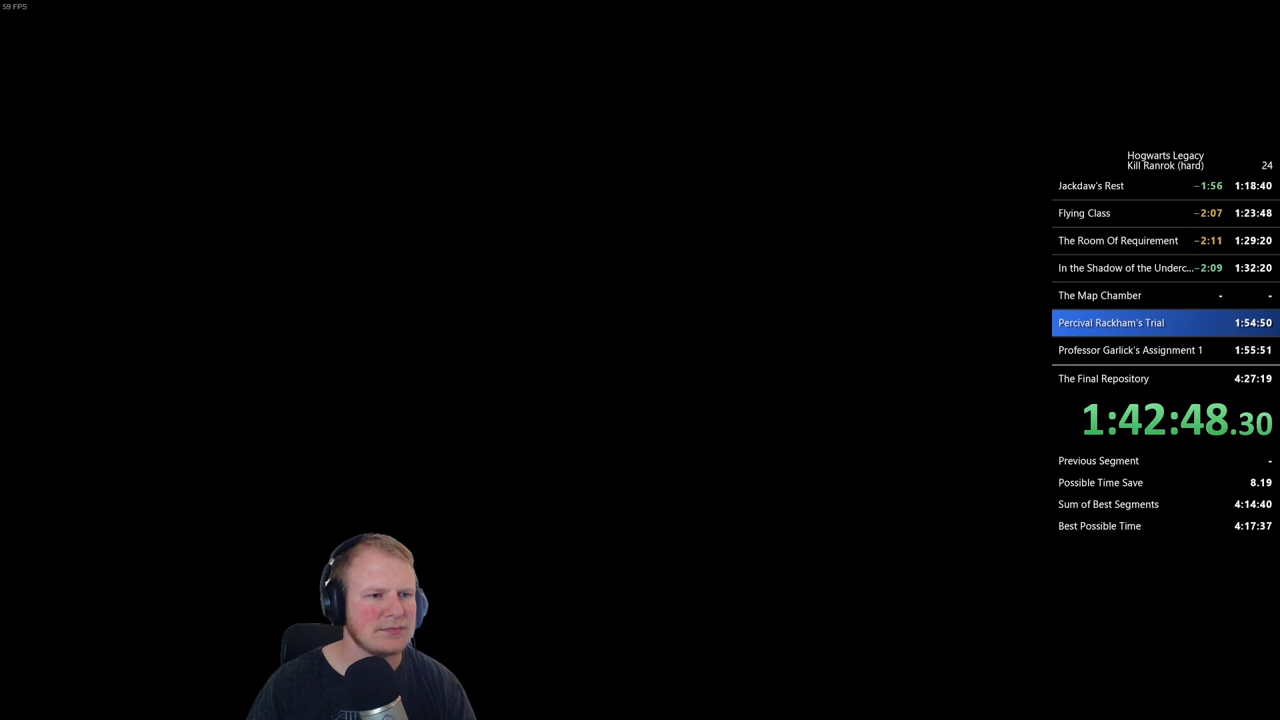 59 FPS
Hogwarts Legacy
Kill Ranrok (hard) 24
Jackdaw's Rest −1:56 1:18:40
Flying Class −2:07 1:23:48
The Room Of Requirement −2:11 1:29:20
In the Shadow of the Underc... −2:09 1:32:20
The Map Chamber - -
Percival Rackham's Trial 1:54:50
Professor Garlick's Assignment 1 1:55:51
The Final Repository 4:27:19
1:42:48.30
Previous Segment -
Possible Time Save 8.19
Sum of Best Segments 4:14:40
Best Possible Time 4:17:37